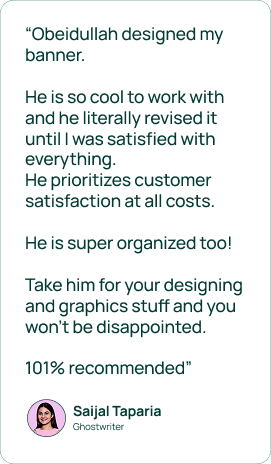 “Obeidullah designed my
banner.
He is so cool to work with
and he literally revised it
until I was satisfied with
everything.
He prioritizes customer
satisfaction at all costs.
He is super organized too!
Take him for your designing
and graphics stuff and you
won’t be disappointed.
101% recommended”
Saijal Taparia
Ghostwriter